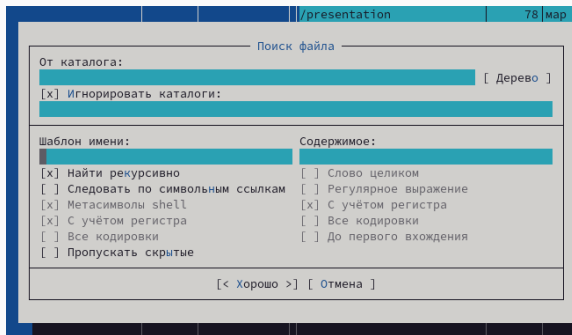 /presentation 78 мар
Поиск файла
От каталога:
[ Дерево ]
[x] Игнорировать каталоги:
Шаблон имени: Содержимое:
[x] Найти рекурсивно [ ] Слово целиком
[ ] Следовать по символьным ссылкам [ ] Регулярное выражение
[x] Метасимволы shell [x] С учётом регистра
[x] С учётом регистра [ ] Все кодировки
[ ] Все кодировки [ ] До первого вхождения
[ ] Пропускать скрытые
[< Хорошо >] [ Отмена ]